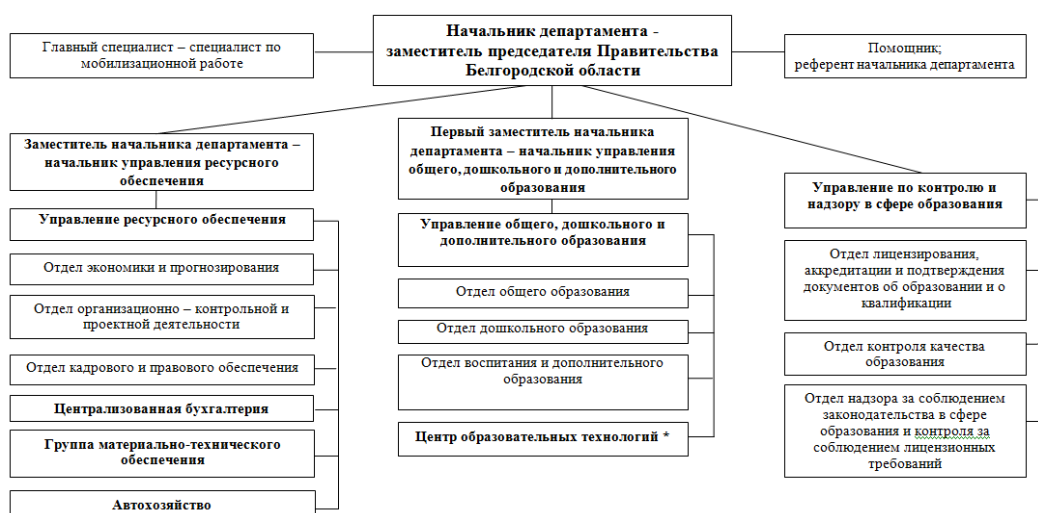 Начальник департамента -
заместитель председателя Правительства
Белгородской области
Главный специалист – специалист по
мобилизационной работе
Помощник;
референт начальника департамента
Заместитель начальника департамента –
начальник управления ресурсного
обеспечения
Управление ресурсного обеспечения
Отдел экономики и прогнозирования
Отдел организационно – контрольной и
проектной деятельности
Отдел кадрового и правового обеспечения
Централизованная бухгалтерия
Группа материально-технического
обеспечения
Автохозяйство
Первый заместитель начальника
департамента – начальник управления
общего, дошкольного и дополнительного
образования
Управление общего, дошкольного и
дополнительного образования
Отдел общего образования
Отдел дошкольного образования
Отдел воспитания и дополнительного
образования
Центр образовательных технологий *
Управление по контролю и
надзору в сфере образования
Отдел лицензирования,
аккредитации и подтверждения
документов об образовании и о
квалификации
Отдел контроля качества
образования
Отдел надзора за соблюдением
законодательства в сфере
образования и контроля за
соблюдением лицензионных
требований